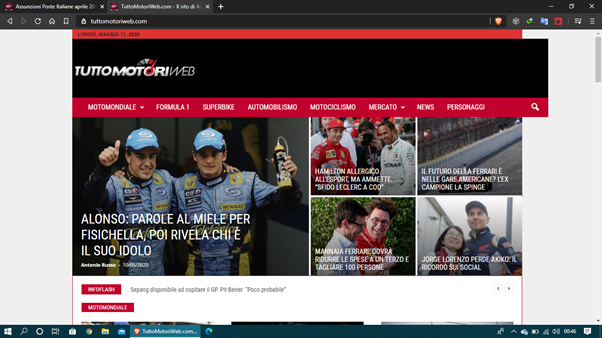 Assunzioni Poste Italiane aprile 20
TuttoMotoriWeb.com - Il sito di A
tuttomotoriweb.com
LUNEDÌ, MAGGIO 11, 2020
TUTTOMOTORIWEB
MOTOMONDIALE FORMULA 1 SUPERBIKE AUTOMOBILISMO MOTOCICLISMO MERCATO NEWS PERSONAGGI
ALONSO: PAROLE AL MIELE PER
FISICHELLA, POI RIVELA CHI È
IL SUO IDOLO
Antonio Russo - 10/05/2020
HAMILTON ALLERGICO
ALL'ESPORT, MA AMMETTE:
"SFIDO LECLERC A COD"
IL FUTURO DELLA FERRARI È
NELLE GARE AMERICANE? L'EX
CAMPIONE LA SPINGE
MANNAIA FERRARI: DOVRÀ
RIDURRE LE SPESE A UN TERZO E
TAGLIARE 100 PERSONE
JORGE LORENZO PERDE AKIKO: IL
RICORDO SUI SOCIAL
INFOFLASH
Sepang disponibile ad ospitare il GP. Pit Beirer: "Poco probabile"
MOTOMONDIALE
TuttoMotoriWeb.co...
00:46